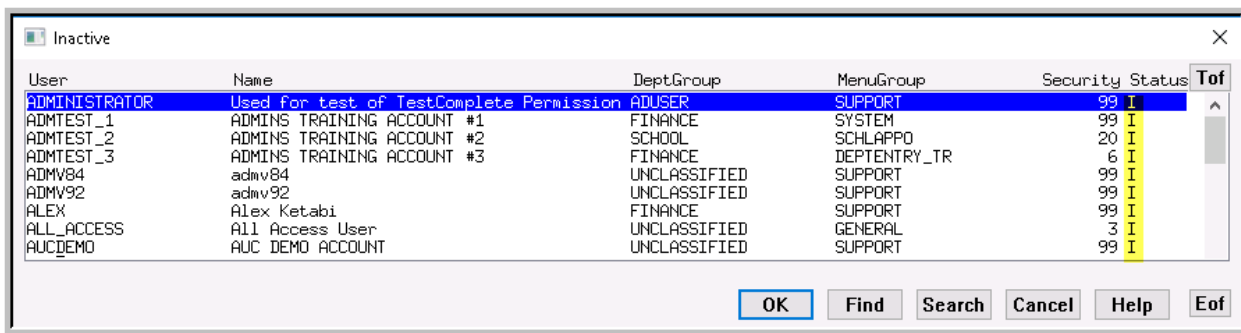 Inactive
User Name DeptGroup MenuGroup Security Status Tof
ADMINISTRATOR Used for test of TestComplete Permission ADUSER SUPPORT 99 I
ADMTEST_1 ADMINS TRAINING ACCOUNT #1 FINANCE SYSTEM 99 I
ADMTEST_2 ADMINS TRAINING ACCOUNT #2 SCHOOL SCHLAPPO 20 I
ADMTEST_3 ADMINS TRAINING ACCOUNT #3 FINANCE DEPTENTRY_TR 6 I
ADMV84 admv84 UNCLASSIFIED SUPPORT 99 I
ADMV92 admv92 UNCLASSIFIED SUPPORT 99 I
ALEX Alex Ketabi FINANCE SUPPORT 99 I
ALL_ACCESS All Access User UNCLASSIFIED GENERAL 3 I
AUCDEMO AUC DEMO ACCOUNT UNCLASSIFIED SUPPORT 99 I
OK Find Search Cancel Help Eof